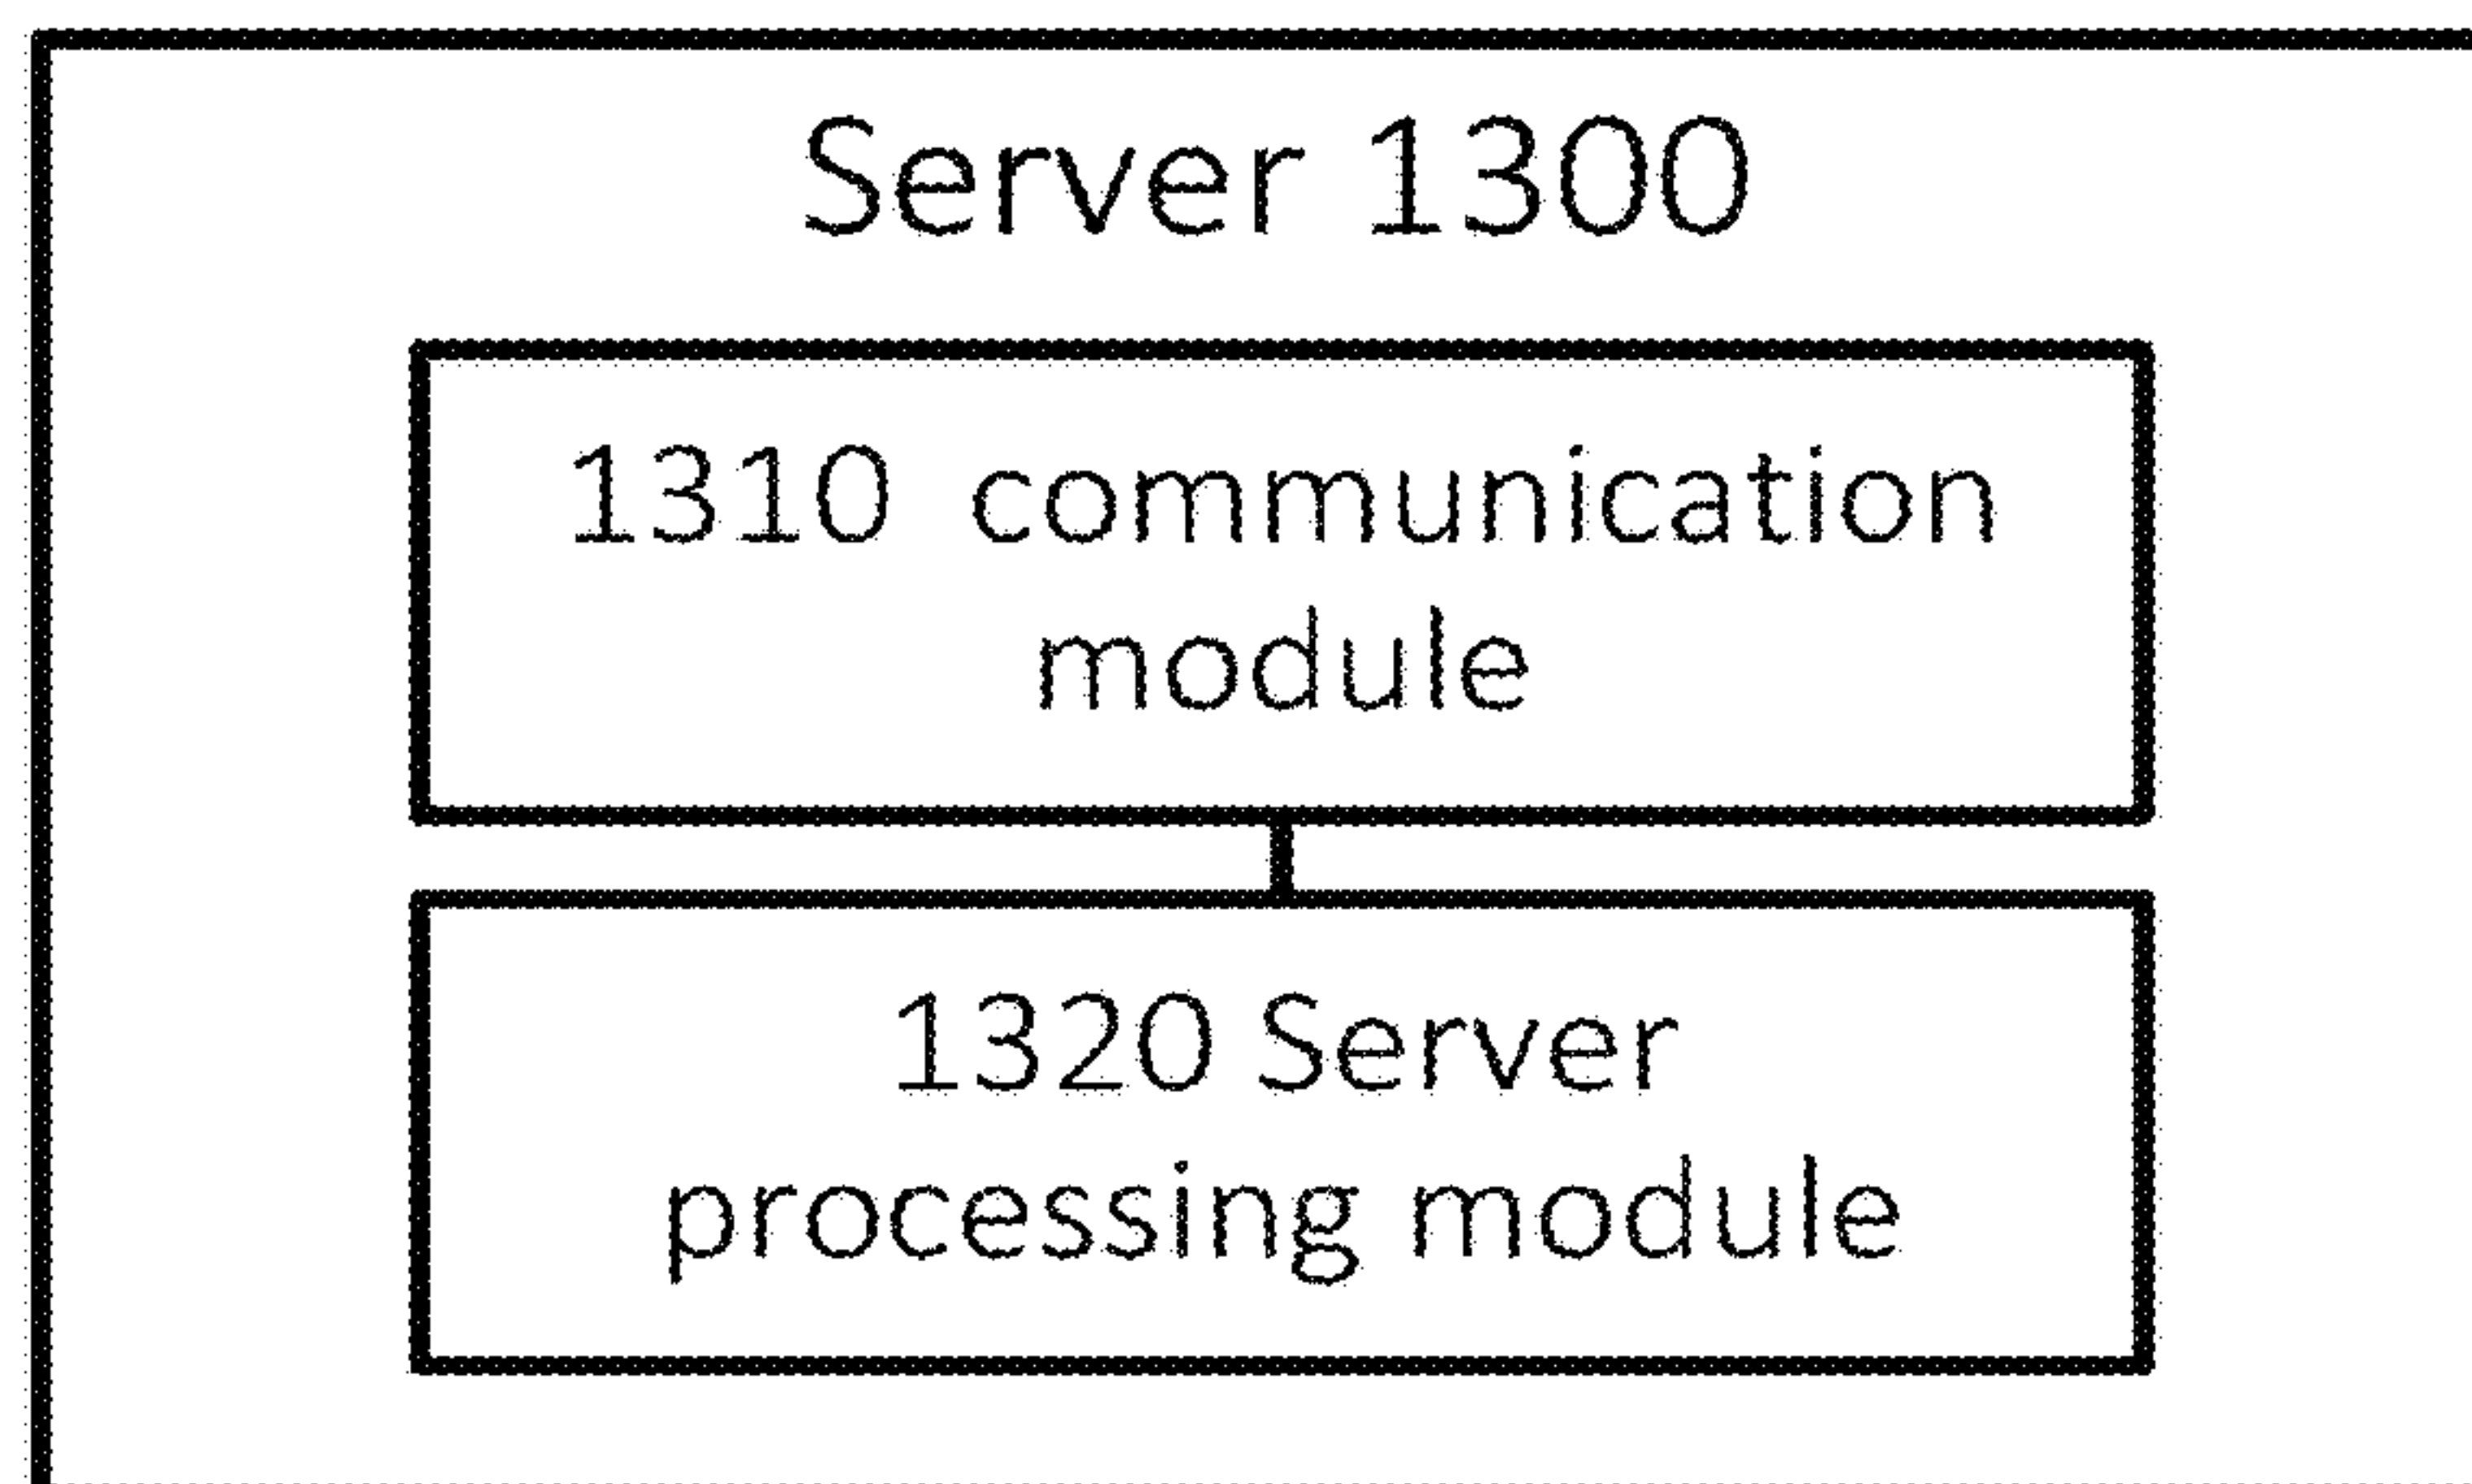 Server 1300
1310 communication
module
1320 Server
processing module